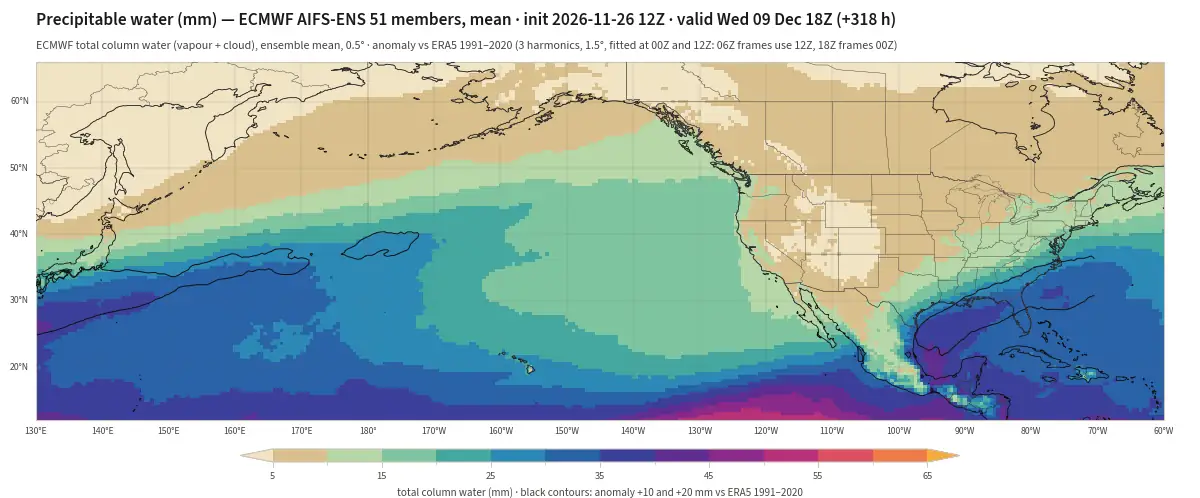 Precipitable water (mm) — ECMWF AIFS-ENS 51 members, mean · init 2026-11-26 12Z · valid Wed 09 Dec 18Z (+318 h)
ECMWF total column water (vapour + cloud), ensemble mean, 0.5° · anomaly vs ERA5 1991–2020 (3 harmonics, 1.5°, fitted at 00Z and 12Z: 06Z frames use 12Z, 18Z frames 00Z)
60°N
50°N
40°N
30°N
20°N
130°E 140°E 150°E 160°E 170°E 180° 170°W 160°W 150°W 140°W 130°W 120°W 110°W 100°W 90°W 80°W 70°W 60°W
5 15 25 35 45 55 65
total column water (mm) · black contours: anomaly +10 and +20 mm vs ERA5 1991–2020